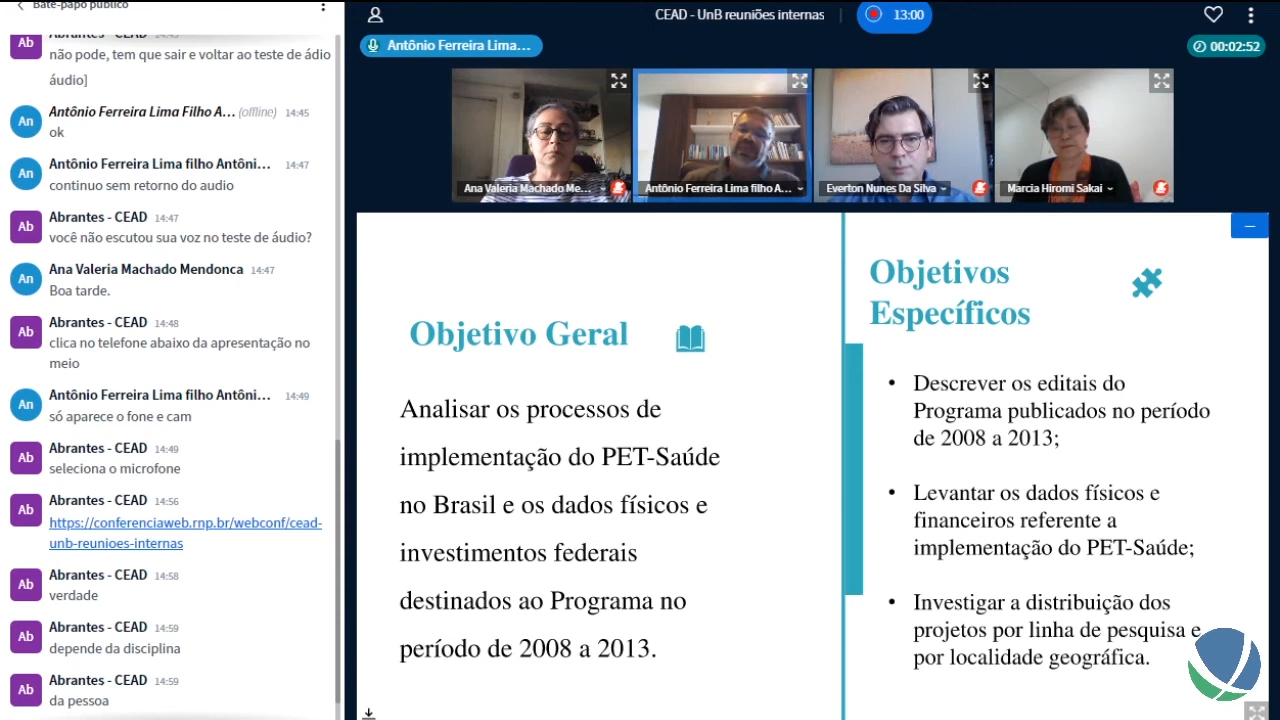 Bate-papo público
Abrantes - CEAD 14:45
Ab
não pode, tem que sair e voltar ao teste de ádio
áudio]
An
Antônio Ferreira Lima Filho A... (offline) 14:45
ok
An
Antônio Ferreira Lima filho Antôni... 14:47
continuo sem retorno do audio
Ab
Abrantes - CEAD 14:47
você não escutou sua voz no teste de áudio?
An
Ana Valeria Machado Mendonca 14:47
Boa tarde.
Ab
Abrantes - CEAD 14:48
clica no telefone abaixo da apresentação no
meio
An
Antônio Ferreira Lima filho Antôni... 14:49
só aparece o fone e cam
Ab
Abrantes - CEAD 14:49
seleciona o microfone
Ab
Abrantes - CEAD 14:56
https://conferenciaweb.rnp.br/webconf/cead-
unb-reunioes-internas
Ab
Abrantes - CEAD 14:58
verdade
Ab
Abrantes - CEAD 14:59
depende da disciplina
Ab
Abrantes - CEAD 14:59
da pessoa
CEAD - UnB reuniões internas
13:00
Antônio Ferreira Lima...
00:02:52
Ana Valeria Machado Me...
Antônio Ferreira Lima filho A...
Everton Nunes Da Silva
Marcia Hiromi Sakai
Objetivo Geral
Analisar os processos de
implementação do PET-Saúde
no Brasil e os dados físicos e
investimentos federais
destinados ao Programa no
período de 2008 a 2013.
Objetivos
Específicos
• Descrever os editais do
Programa publicados no período
de 2008 a 2013;
• Levantar os dados físicos e
financeiros referente a
implementação do PET-Saúde;
• Investigar a distribuição dos
projetos por linha de pesquisa e
por localidade geográfica.